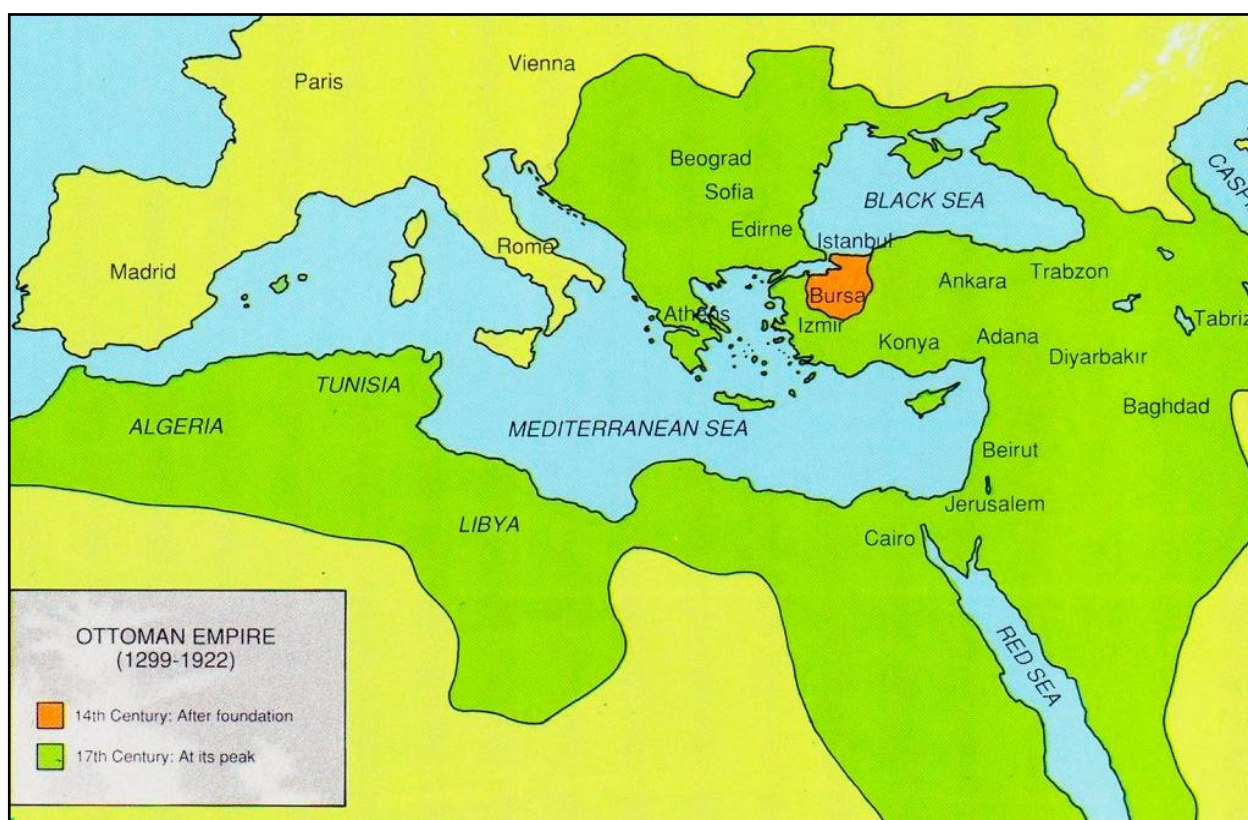 Paris
Vienna
Beograd
Sofia
Edirne
BLACK SEA
CASP
Istanbul
Rome
Madrid
Ankara
Trabzon
Bursa
Tabriz
Athens
Izmir
Konya
Adana
Diyarbakır
TUNISIA
ALGERIA
MEDITERRANEAN SEA
Baghdad
Beirut
Jerusalem
LIBYA
Cairo
RED SEA
OTTOMAN EMPIRE
(1299-1922)
14th Century: After foundation
17th Century: At its peak